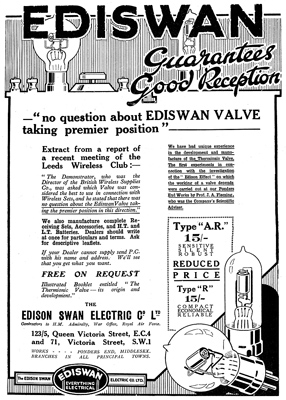 EDISWAN
Guarantees
Good Reception
—"no question about EDISWAN VALVE
taking premier position"—
Extract from a report of
a recent meeting of the
Leeds Wireless Club:—
"The Demonstrator, who was
the Director of the British Wireless Supplies
Co., was asked which Valve was con-
sidered the best to use in connection with
Wireless Sets, and he stated that there was
no question about the Ediswan Valve tak-
ing the premier position in this direction."
We also manufacture complete Re-
ceiving Sets, Accessories, and H.T. and
L.T. Batteries. Dealers should write
at once for particulars and terms. Ask
for descriptive leaflets.
If your Dealer cannot supply send P.C.
with his name and address. We'll see
that you get what you want.
FREE ON REQUEST
Illustrated Booklet entitled "The
Thermionic Valve—its origin and
development."
THE
EDISON SWAN ELECTRIC Co LTD
Contractors to H.M. Admiralty, War Office, Royal Air Force.
123/5, Queen Victoria Street, E.C.4
and 71, Victoria Street, S.W.1
WORKS - - - - PONDERS END, MIDDLESEX.
BRANCHES IN ALL PRINCIPAL TOWNS.
We have had unique experience
in the development and manu-
facture of the Thermionic Valve.
The first experiments in con-
nection with the investigation
of the "Edison Effect" on which
the working of a valve depends
were carried out at our Ponders
End Works by Prof. J. A. Fleming,
who was the Company's Scientific
Adviser.
Type "A.R."
15/-
SENSITIVE
SILENT
ROBUST
REDUCED
PRICE
Type "R"
15/-
COMPACT
ECONOMICAL
RELIABLE
THE EDISON SWAN
EDISWAN
EVERYTHING
ELECTRICAL
ELECTRIC CO. LTD.